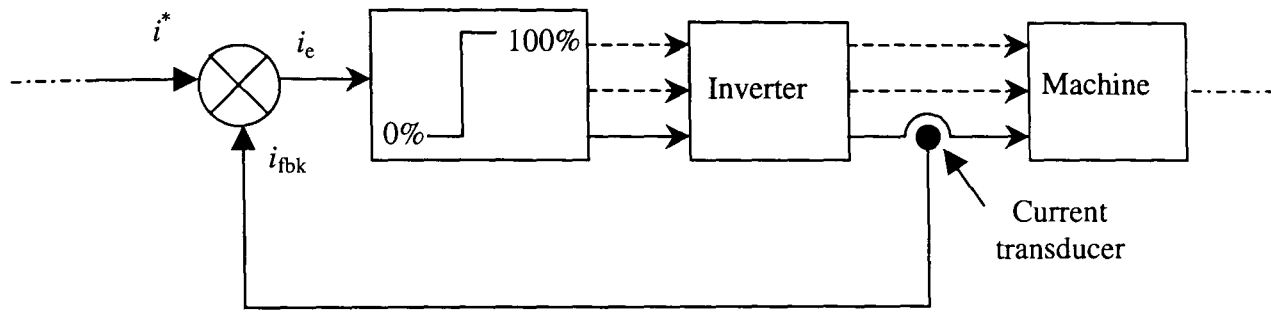 i*
i_e
100%
0%
Inverter
Machine
i_fbk
Current
transducer